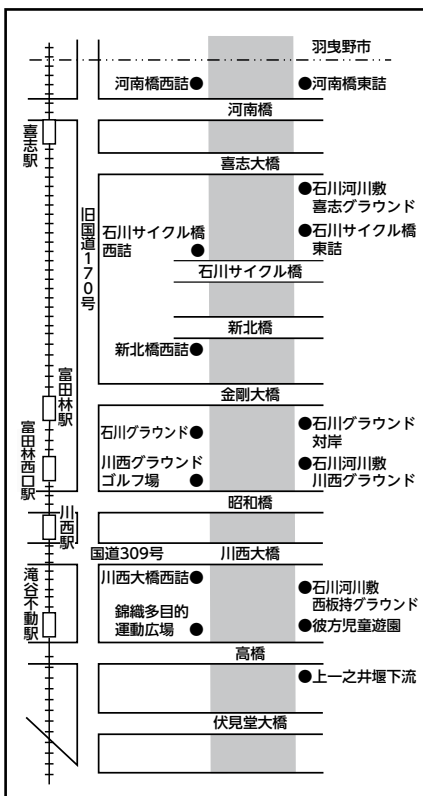 羽曳野市
河南橋西詰
河南橋東詰
河南橋
喜志駅
喜志大橋
石川河川敷
喜志グラウンド
旧国道170号
石川サイクル橋
西詰
石川サイクル橋
東詰
石川サイクル橋
新北橋
新北橋西詰
金剛大橋
富田林駅
石川グラウンド
石川グラウンド
対岸
富田林西口駅
川西グラウンド
ゴルフ場
石川河川敷
川西グラウンド
昭和橋
川西駅
国道309号
川西大橋
川西大橋西詰
石川河川敷
西板持グラウンド
滝谷不動駅
錦織多目的
運動広場
彼方児童遊園
高橋
上一之井堰下流
伏見堂大橋